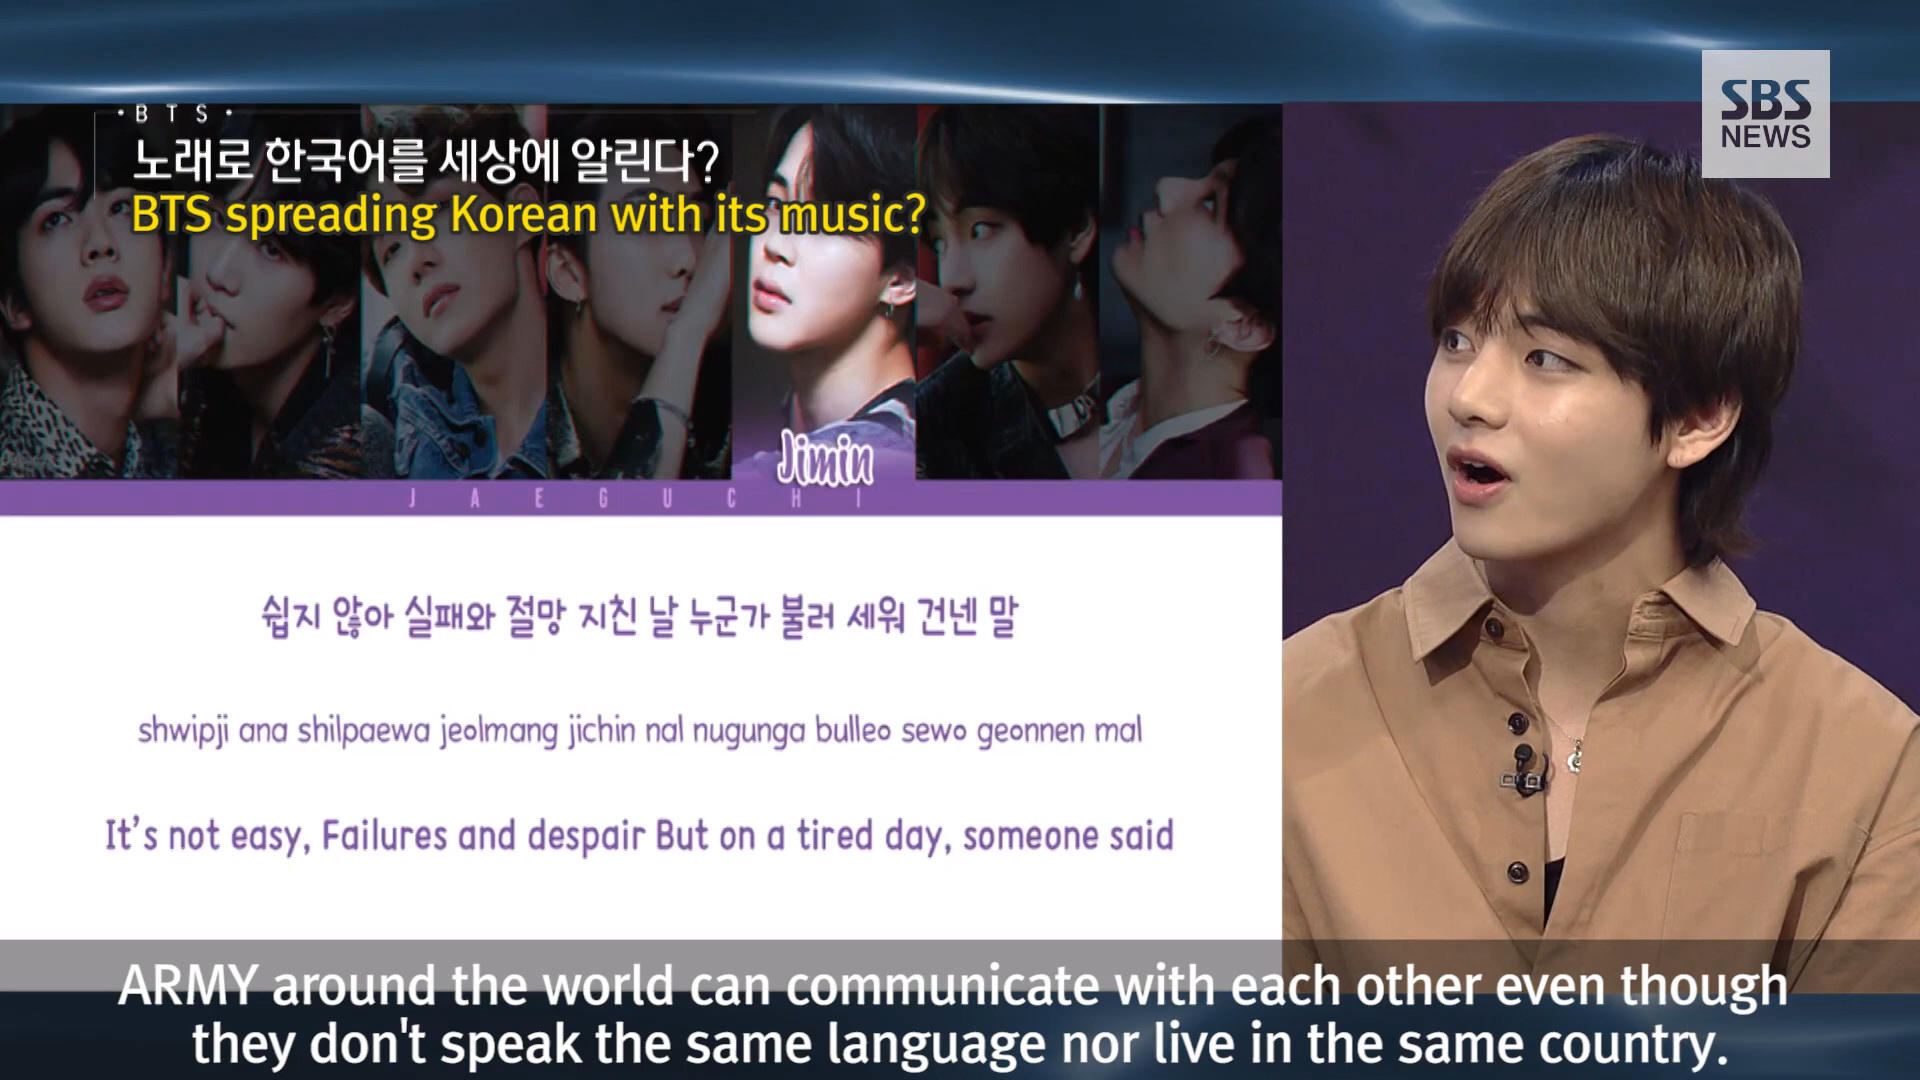 • B T S •
노래로 한국어를 세상에 알린다?
BTS spreading Korean with its music?
SBS
NEWS
Jimin
J A E G U C H I
쉽지 않아 실패와 절망 지친 날 누군가 불러 세워 건넨 말
shwipji ana shilpaewa jeolmang jichin nal nugunga bulleo sewo geonnen mal
It's not easy, Failures and despair But on a tired day, someone said
ARMY around the world can communicate with each other even though
they don't speak the same language nor live in the same country.